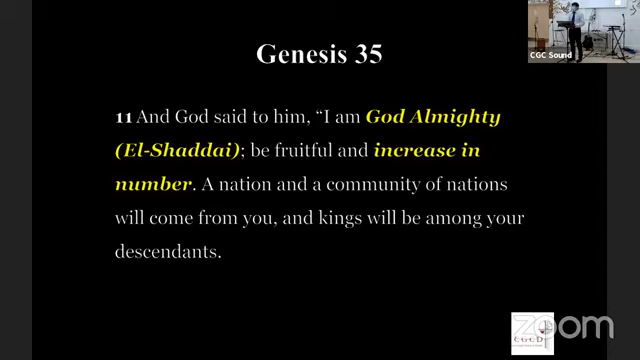 CGC Sound
Genesis 35
11 And God said to him, “I am God Almighty
(El-Shaddai); be fruitful and increase in
number. A nation and a community of nations
will come from you, and kings will be among your
descendants.
zoom